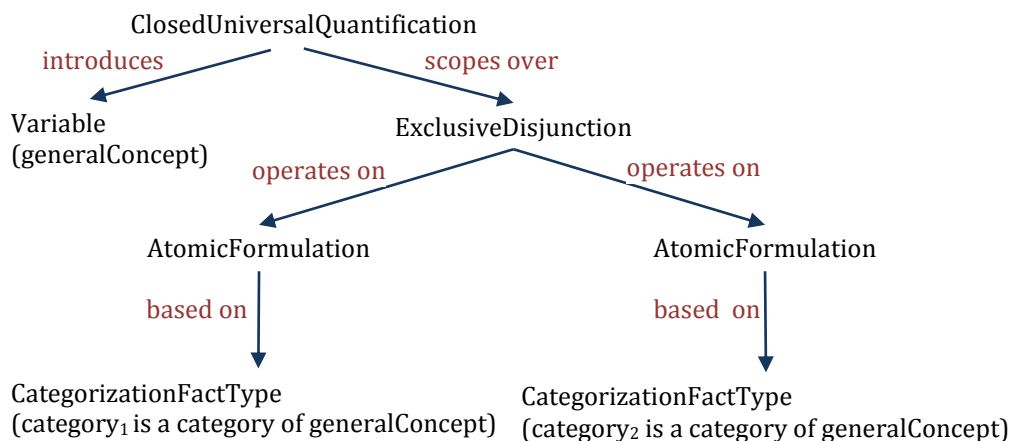 ClosedUniversalQuantification
introduces
scopes over
Variable
(generalConcept)
ExclusiveDisjunction
operates on
operates on
AtomicFormulation
AtomicFormulation
based on
based on
CategorizationFactType
(category₁ is a category of generalConcept)
CategorizationFactType
(category₂ is a category of generalConcept)